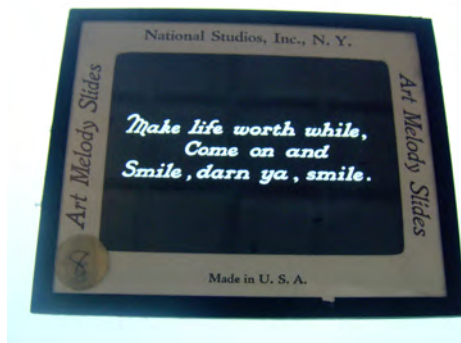 National Studios, Inc., N. Y.
Art Melody Slides
Make life worth while,
Come on and
Smile, darn ya, smile.
Art Melody Slides
Made in U. S. A.